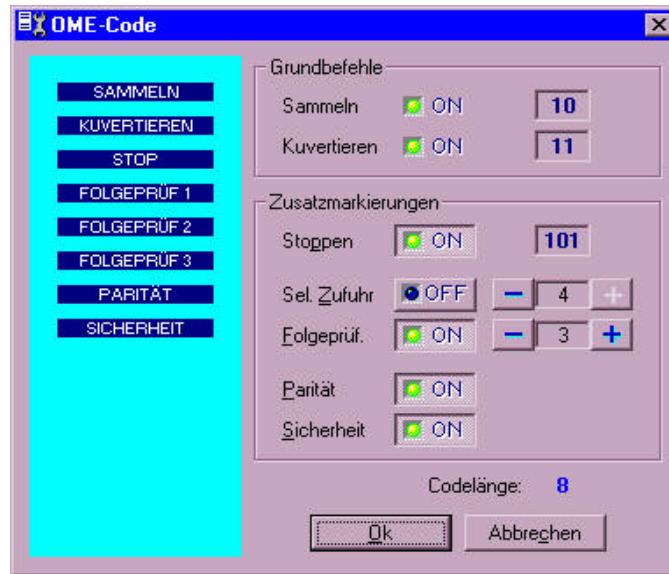 OME-Code
SAMMELN
KUVERTIEREN
STOP
FOLGEPRÜF 1
FOLGEPRÜF 2
FOLGEPRÜF 3
PARITÄT
SICHERHEIT
Grundbefehle
Sammeln ON 10
Kuvertieren ON 11
Zusatzmarkierungen
Stoppen ON 101
Sel. Zufuhr OFF − 4 +
Folgeprüf. ON − 3 +
Parität ON
Sicherheit ON
Codelänge: 8
Ok Abbrechen